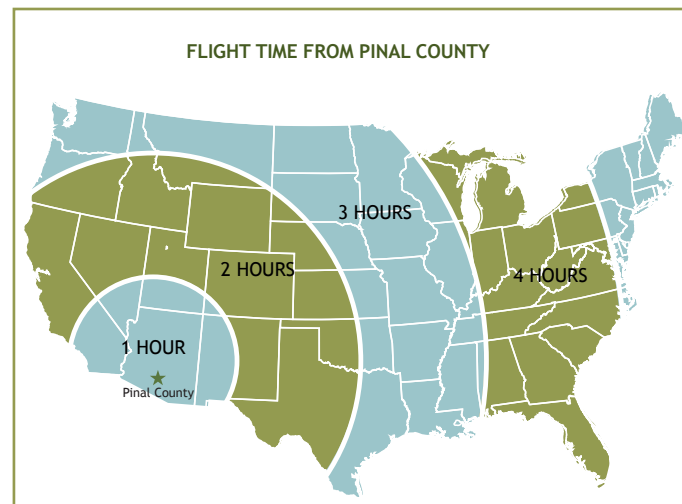 FLIGHT TIME FROM PINAL COUNTY
3 HOURS
2 HOURS
4 HOURS
1 HOUR
Pinal County